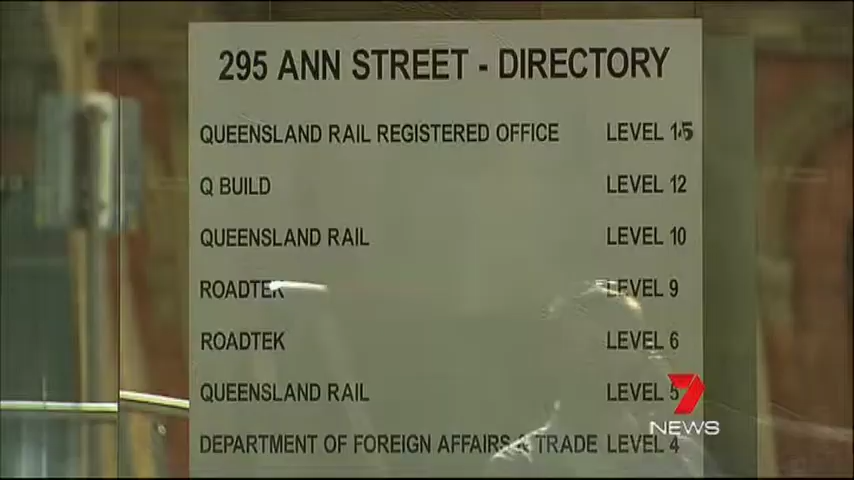 295 ANN STREET - DIRECTORY
QUEENSLAND RAIL REGISTERED OFFICE LEVEL 15
Q BUILD LEVEL 12
QUEENSLAND RAIL LEVEL 10
ROADTEK LEVEL 9
ROADTEK LEVEL 6
QUEENSLAND RAIL LEVEL 5
DEPARTMENT OF FOREIGN AFFAIRS & TRADE LEVEL 4
7
NEWS